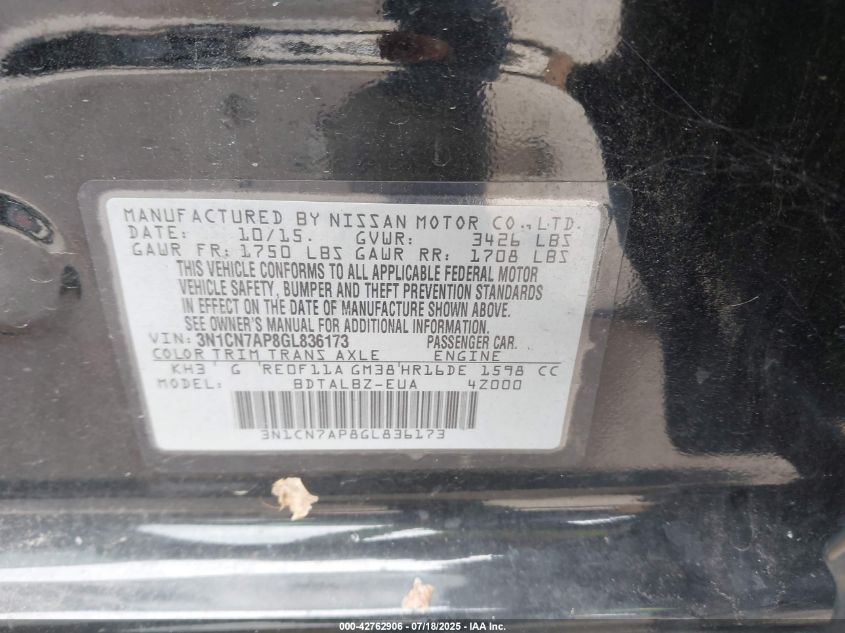 MANUFACTURED BY NISSAN MOTOR CO.,LTD.
DATE: 10/15. GVWR: 3426 LBS
GAWR FR: 1750 LBS GAWR RR: 1708 LBS
THIS VEHICLE CONFORMS TO ALL APPLICABLE FEDERAL MOTOR
VEHICLE SAFETY, BUMPER AND THEFT PREVENTION STANDARDS
IN EFFECT ON THE DATE OF MANUFACTURE SHOWN ABOVE.
SEE OWNER'S MANUAL FOR ADDITIONAL INFORMATION.
VIN: 3N1CN7AP8GL836173 PASSENGER CAR.
COLOR TRIM TRANS AXLE ENGINE
KH3 G RE0F11A GM38 HR16DE 1598 CC
MODEL: BDTALBZ-EUA 4Z000
3N1CN7AP8GL836173
000-42762906 - 07/18/2025 - IAA Inc.